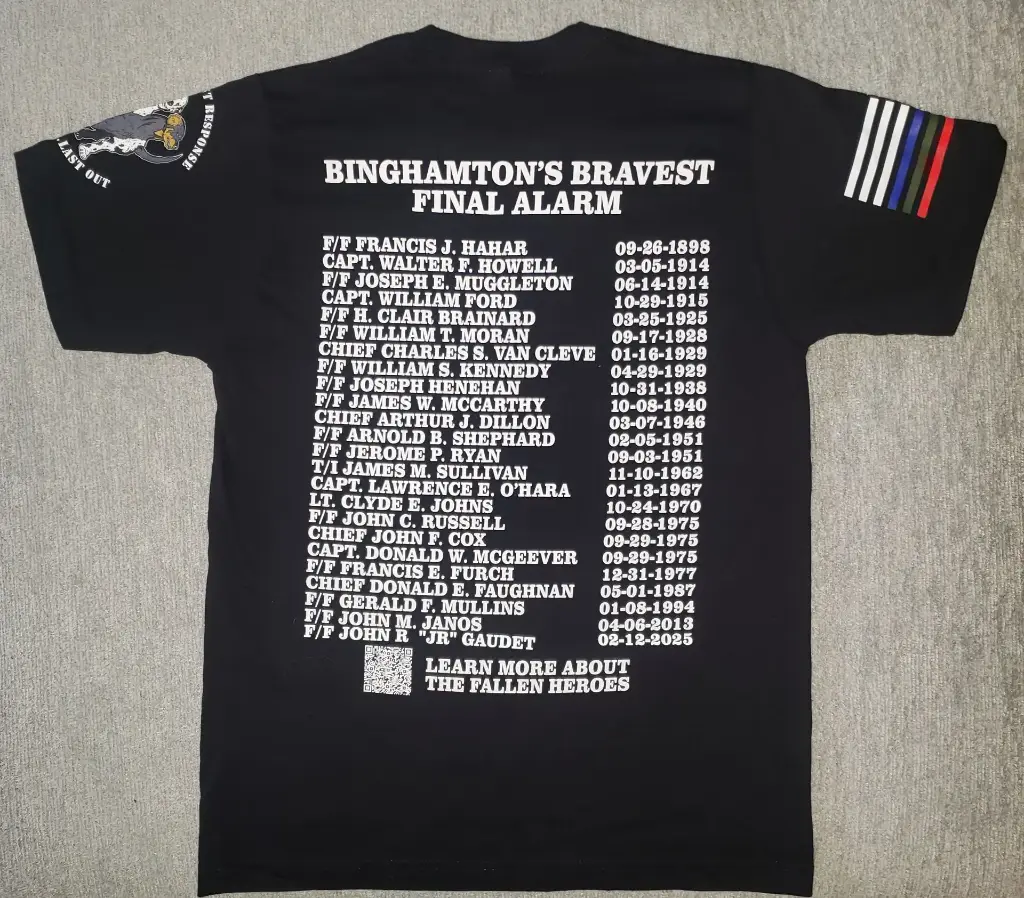 T RESPONSE
LAST OUT
BINGHAMTON'S BRAVEST
FINAL ALARM
F/F FRANCIS J. HAHAR 09-26-1898
CAPT. WALTER F. HOWELL 03-05-1914
F/F JOSEPH E. MUGGLETON 06-14-1914
CAPT. WILLIAM FORD 10-29-1915
F/F H. CLAIR BRAINARD 03-25-1925
F/F WILLIAM T. MORAN 09-17-1928
CHIEF CHARLES S. VAN CLEVE 01-16-1929
F/F WILLIAM S. KENNEDY 04-29-1929
F/F JOSEPH HENEHAN 10-31-1938
F/F JAMES W. MCCARTHY 10-08-1940
CHIEF ARTHUR J. DILLON 03-07-1946
F/F ARNOLD B. SHEPHARD 02-05-1951
F/F JEROME P. RYAN 09-03-1951
T/I JAMES M. SULLIVAN 11-10-1962
CAPT. LAWRENCE E. O'HARA 01-13-1967
LT. CLYDE E. JOHNS 10-24-1970
F/F JOHN C. RUSSELL 09-28-1975
CHIEF JOHN F. COX 09-29-1975
CAPT. DONALD W. MCGEEVER 09-29-1975
F/F FRANCIS E. FURCH 12-31-1977
CHIEF DONALD E. FAUGHNAN 05-01-1987
F/F GERALD F. MULLINS 01-08-1994
F/F JOHN M. JANOS 04-06-2013
F/F JOHN R "JR" GAUDET 02-12-2025
LEARN MORE ABOUT
THE FALLEN HEROES